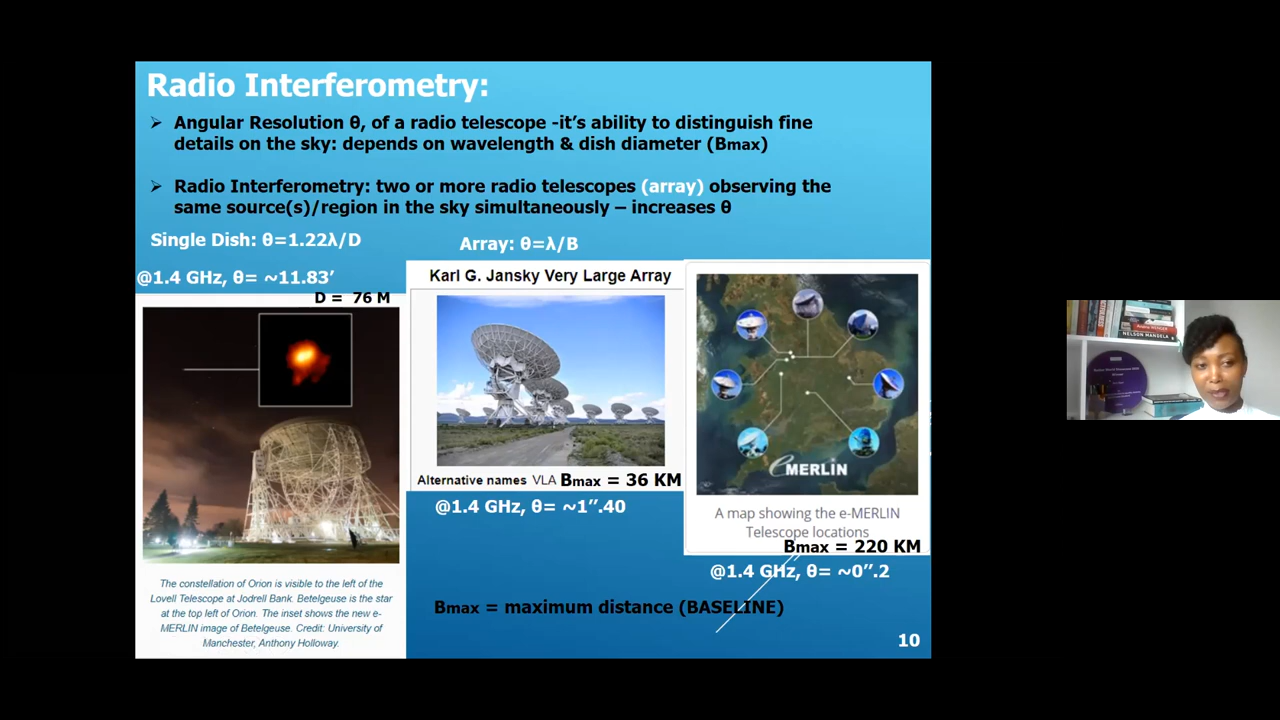 Radio Interferometry:
Angular Resolution θ, of a radio telescope -it's ability to distinguish fine
details on the sky: depends on wavelength & dish diameter (Bmax)
Radio Interferometry: two or more radio telescopes (array) observing the
same source(s)/region in the sky simultaneously – increases θ
Single Dish: θ=1.22λ/D
Array: θ=λ/B
@1.4 GHz, θ= ~11.83′
D = 76 M
Karl G. Jansky Very Large Array
Alternative names VLA
Bmax = 36 KM
@1.4 GHz, θ= ~1′′.40
e MERLIN
A map showing the e-MERLIN
Telescope locations
Bmax = 220 KM
@1.4 GHz, θ= ~0′′.2
The constellation of Orion is visible to the left of the
Lovell Telescope at Jodrell Bank. Betelgeuse is the star
at the top left of Orion. The inset shows the new e-
MERLIN image of Betelgeuse. Credit: University of
Manchester, Anthony Holloway.
Bmax = maximum distance (BASELINE)
10
NELSON MANDELA